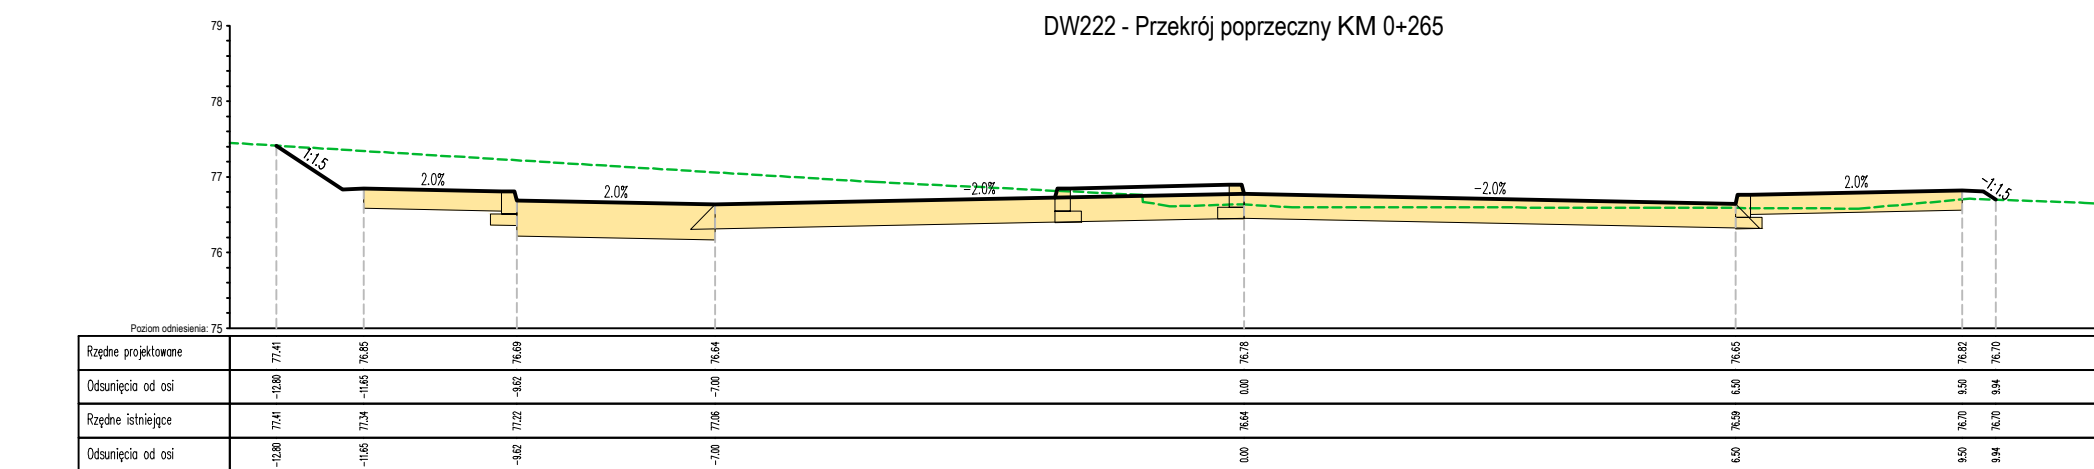 DW222 - Przekrój poprzeczny KM 0+265
79
78
77
76
Poziom odniesienia: 75
1:1.5
2.0%
2.0%
-2.0%
-2.0%
2.0%
-1:1.5
Rzędne projektowane 77.41 76.85 76.69 76.64 76.78 76.65 76.82 76.70
Odsunięcia od osi -12.80 -11.65 -9.62 -7.00 0.00 6.50 9.50 9.94
Rzędne istniejące 77.41 77.34 77.22 77.06 76.64 76.59 76.70 76.70
Odsunięcia od osi -12.80 -11.65 -9.62 -7.00 0.00 6.50 9.50 9.94